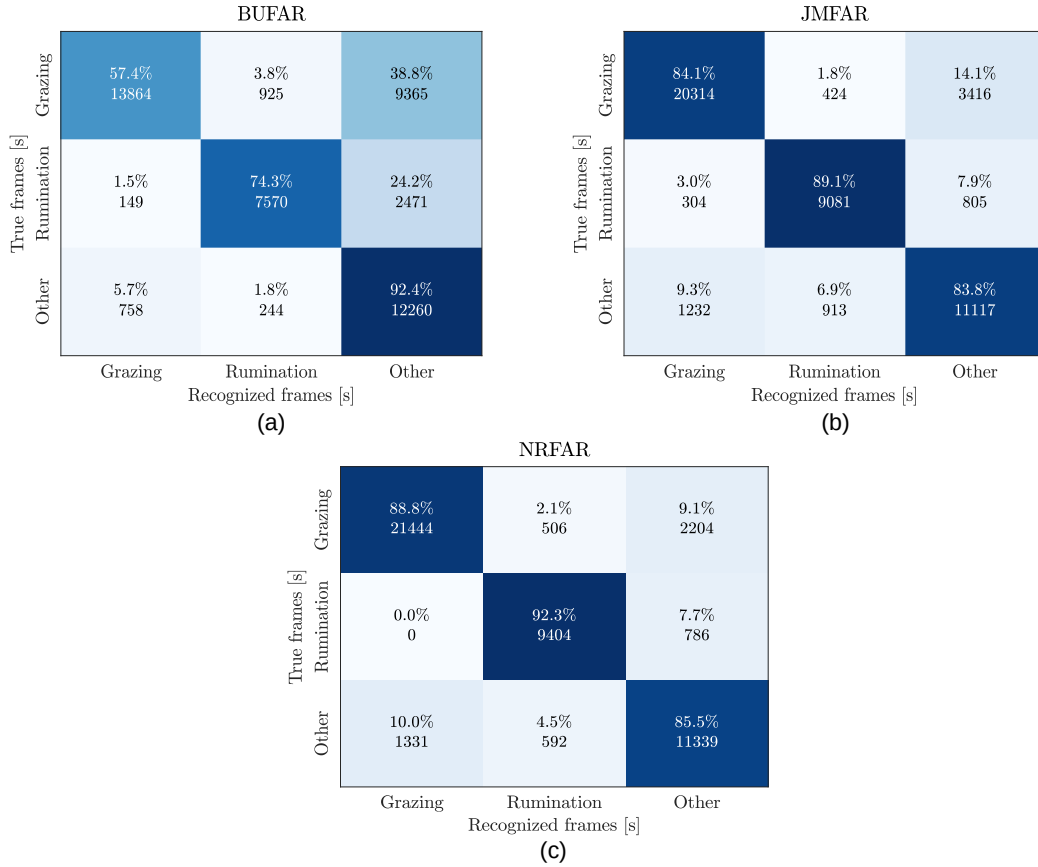 BUFAR
Grazing
57.4%
13864
3.8%
925
38.8%
9365
True frames [s]
Rumination
1.5%
149
74.3%
7570
24.2%
2471
Other
5.7%
758
1.8%
244
92.4%
12260
Grazing Rumination Other
Recognized frames [s]
(a)
JMFAR
Grazing
84.1%
20314
1.8%
424
14.1%
3416
True frames [s]
Rumination
3.0%
304
89.1%
9081
7.9%
805
Other
9.3%
1232
6.9%
913
83.8%
11117
Grazing Rumination Other
Recognized frames [s]
(b)
NRFAR
Grazing
88.8%
21444
2.1%
506
9.1%
2204
True frames [s]
Rumination
0.0%
0
92.3%
9404
7.7%
786
Other
10.0%
1331
4.5%
592
85.5%
11339
Grazing Rumination Other
Recognized frames [s]
(c)